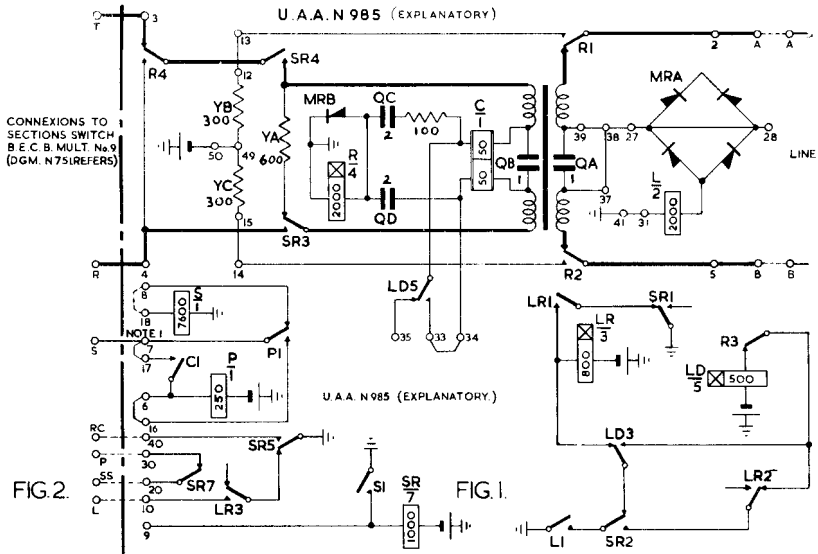 U.A.A. N 985 (EXPLANATORY)
T
3
13
R4
SR4
12
R1
2
A
A
MRA
YB
300
YA
600
MRB
QC
2
100
C
1
50
50
QB
1
QA
1
39
38
27
28
LINE
CONNEXIONS TO
SECTIONS SWITCH
B.E.C.B. MULT. No.9
(DGM. N751 REFERS)
50
49
YC
300
R
4
2000
2
QD
37
L
2
2000
41
31
15
SR3
R
4
14
R2
5
B
B
8
S
1
7600
18
LD5
35
33
34
LR1
SR1
LR
3
800
R3
LD
5
500
NOTE 1
S
7
17
P1
C1
P
1
250
6
16
U.A.A. N985 (EXPLANATORY.)
RC
40
SR5
P
30
SS
20
SR7
L
10
LR3
LD3
LR2
FIG. 2.
S1
SR
7
1000
FIG. 1.
9
L1
SR2